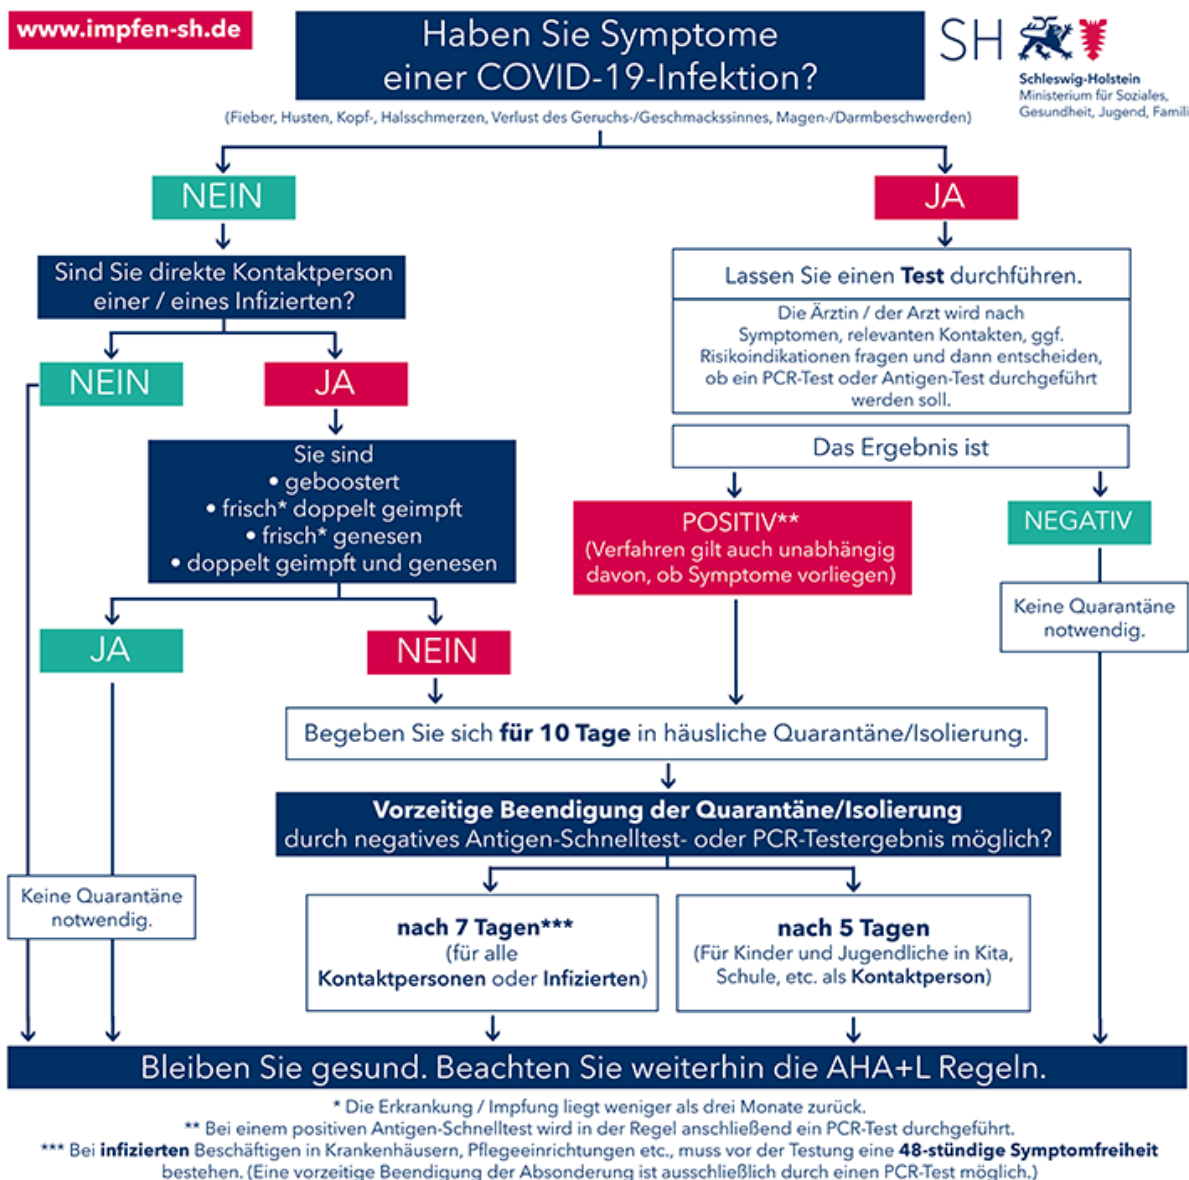 www.impfen-sh.de
Haben Sie Symptome
einer COVID-19-Infektion?
SH
Schleswig-Holstein
Ministerium für Soziales,
Gesundheit, Jugend, Famili
(Fieber, Husten, Kopf-, Halsschmerzen, Verlust des Geruchs-/Geschmackssinnes, Magen-/Darmbeschwerden)
NEIN
JA
Sind Sie direkte Kontaktperson
einer / eines Infizierten?
Lassen Sie einen Test durchführen.
Die Ärztin / der Arzt wird nach
Symptomen, relevanten Kontakten, ggf.
Risikoindikationen fragen und dann entscheiden,
ob ein PCR-Test oder Antigen-Test durchgeführt
werden soll.
NEIN
JA
Sie sind
• geboostert
• frisch* doppelt geimpft
• frisch* genesen
• doppelt geimpft und genesen
Das Ergebnis ist
POSITIV**
(Verfahren gilt auch unabhängig
davon, ob Symptome vorliegen)
NEGATIV
Keine Quarantäne
notwendig.
JA
NEIN
Begeben Sie sich für 10 Tage in häusliche Quarantäne/Isolierung.
Vorzeitige Beendigung der Quarantäne/Isolierung
durch negatives Antigen-Schnelltest- oder PCR-Testergebnis möglich?
Keine Quarantäne
notwendig.
nach 7 Tagen***
(für alle
Kontaktpersonen oder Infizierten)
nach 5 Tagen
(Für Kinder und Jugendliche in Kita,
Schule, etc. als Kontaktperson)
Bleiben Sie gesund. Beachten Sie weiterhin die AHA+L Regeln.
* Die Erkrankung / Impfung liegt weniger als drei Monate zurück.
** Bei einem positiven Antigen-Schnelltest wird in der Regel anschließend ein PCR-Test durchgeführt.
*** Bei infizierten Beschäftigen in Krankenhäusern, Pflegeeinrichtungen etc., muss vor der Testung eine 48-stündige Symptomfreiheit
bestehen. (Eine vorzeitige Beendigung der Absonderung ist ausschließlich durch einen PCR-Test möglich.)